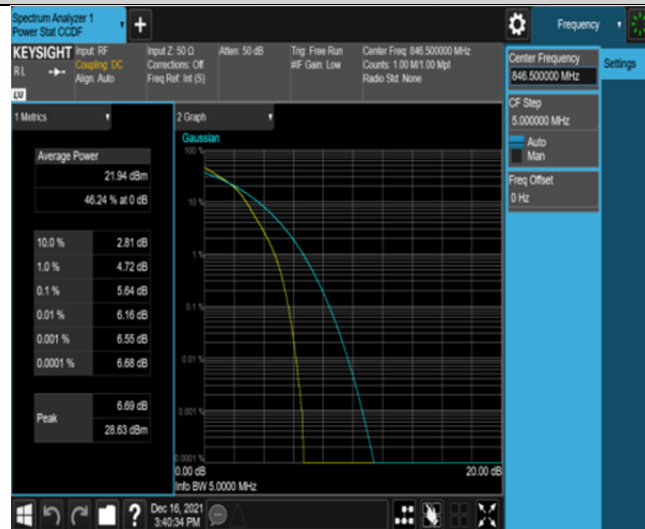 Spectrum Analyzer 1
Power Stat CCDF
Frequency
KEYSIGHT
RL
LXI
Input: RF
Coupling: DC
Align: Auto
Input Z: 50 Ω
Corrections: Off
Freq Ref: Int (S)
Atten: 50 dB
Trig: Free Run
#IF Gain: Low
Center Freq: 846.500000 MHz
Counts: 1.00 M/1.00 Mpt
Radio Std: None
Center Frequency
846.500000 MHz
Settings
CF Step
5.000000 MHz
Auto
Man
Freq Offset
0 Hz
1 Metrics
Average Power
21.94 dBm
46.24 % at 0 dB
10.0 % 2.81 dB
1.0 % 4.72 dB
0.1 % 5.64 dB
0.01 % 6.16 dB
0.001 % 6.55 dB
0.0001 % 6.68 dB
Peak 6.69 dB
28.63 dBm
2 Graph
Gaussian
100 %
10 %
1 %
0.1 %
0.01 %
0.001 %
0.0001 %
0.00 dB 20.00 dB
Info BW 5.0000 MHz
?
Dec 16, 2021
3:40:34 PM